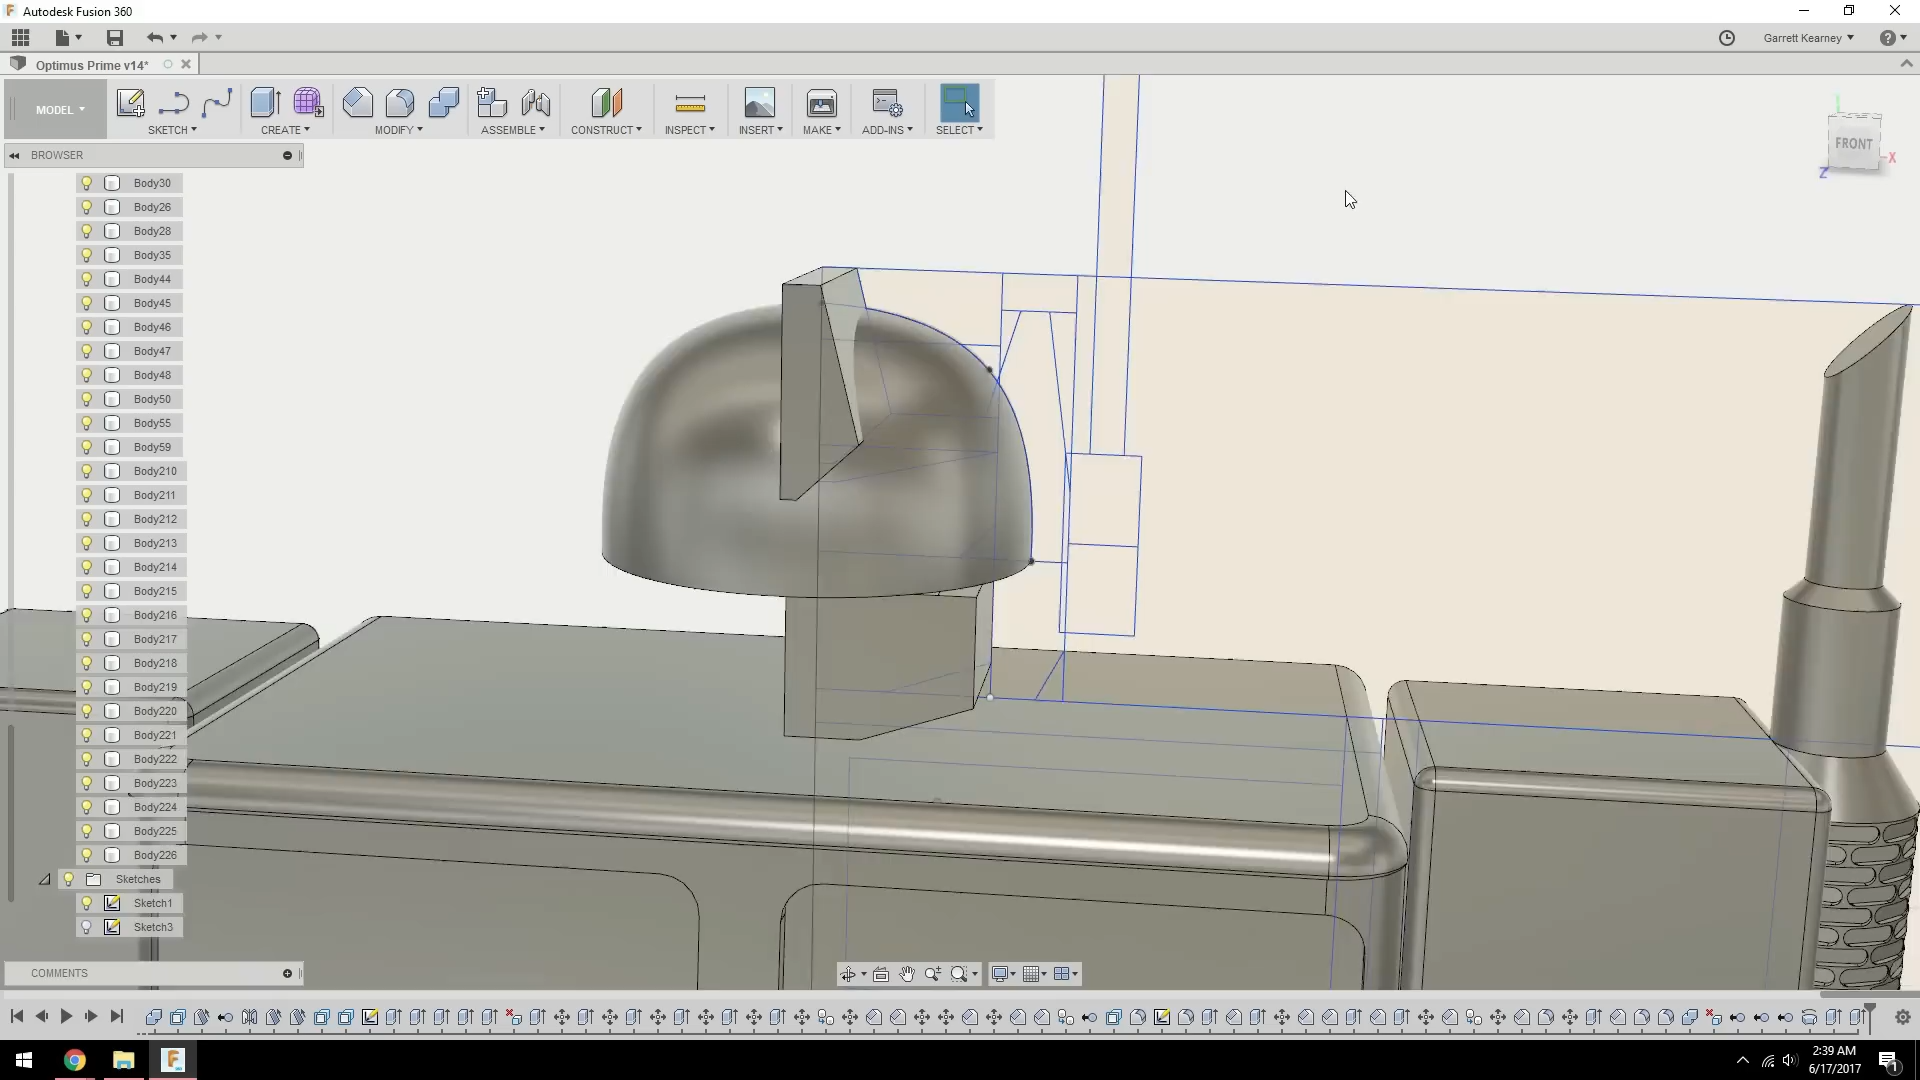 Autodesk Fusion 360
Garrett Kearney
Optimus Prime v14*
MODEL
SKETCH
CREATE
MODIFY
ASSEMBLE
CONSTRUCT
INSPECT
INSERT
MAKE
ADD-INS
SELECT
FRONT
X
Z
BROWSER
Body30
Body26
Body28
Body35
Body44
Body45
Body46
Body47
Body48
Body50
Body55
Body59
Body210
Body211
Body212
Body213
Body214
Body215
Body216
Body217
Body218
Body219
Body220
Body221
Body222
Body223
Body224
Body225
Body226
Sketches
Sketch1
Sketch3
COMMENTS
2:39 AM
6/17/2017
1